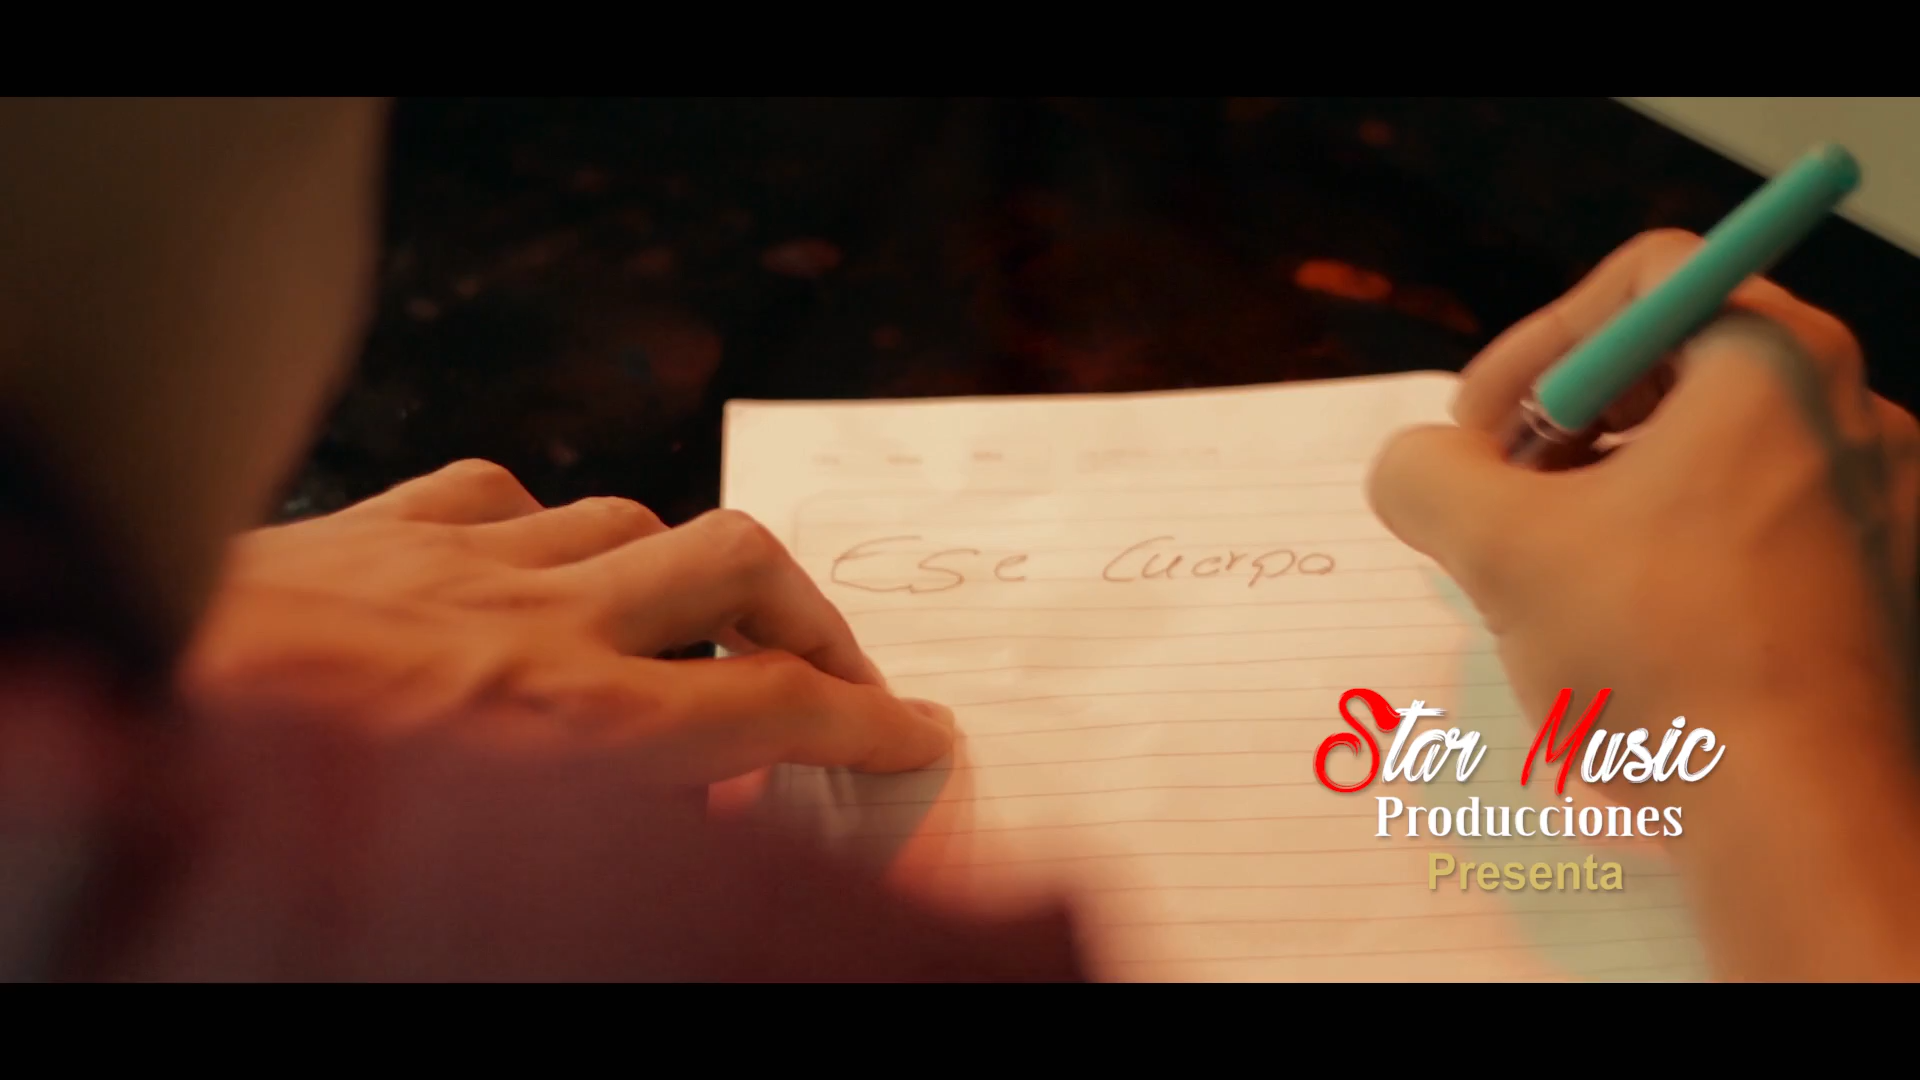 Ese Cuerpo
Star Music
Producciones
Presenta